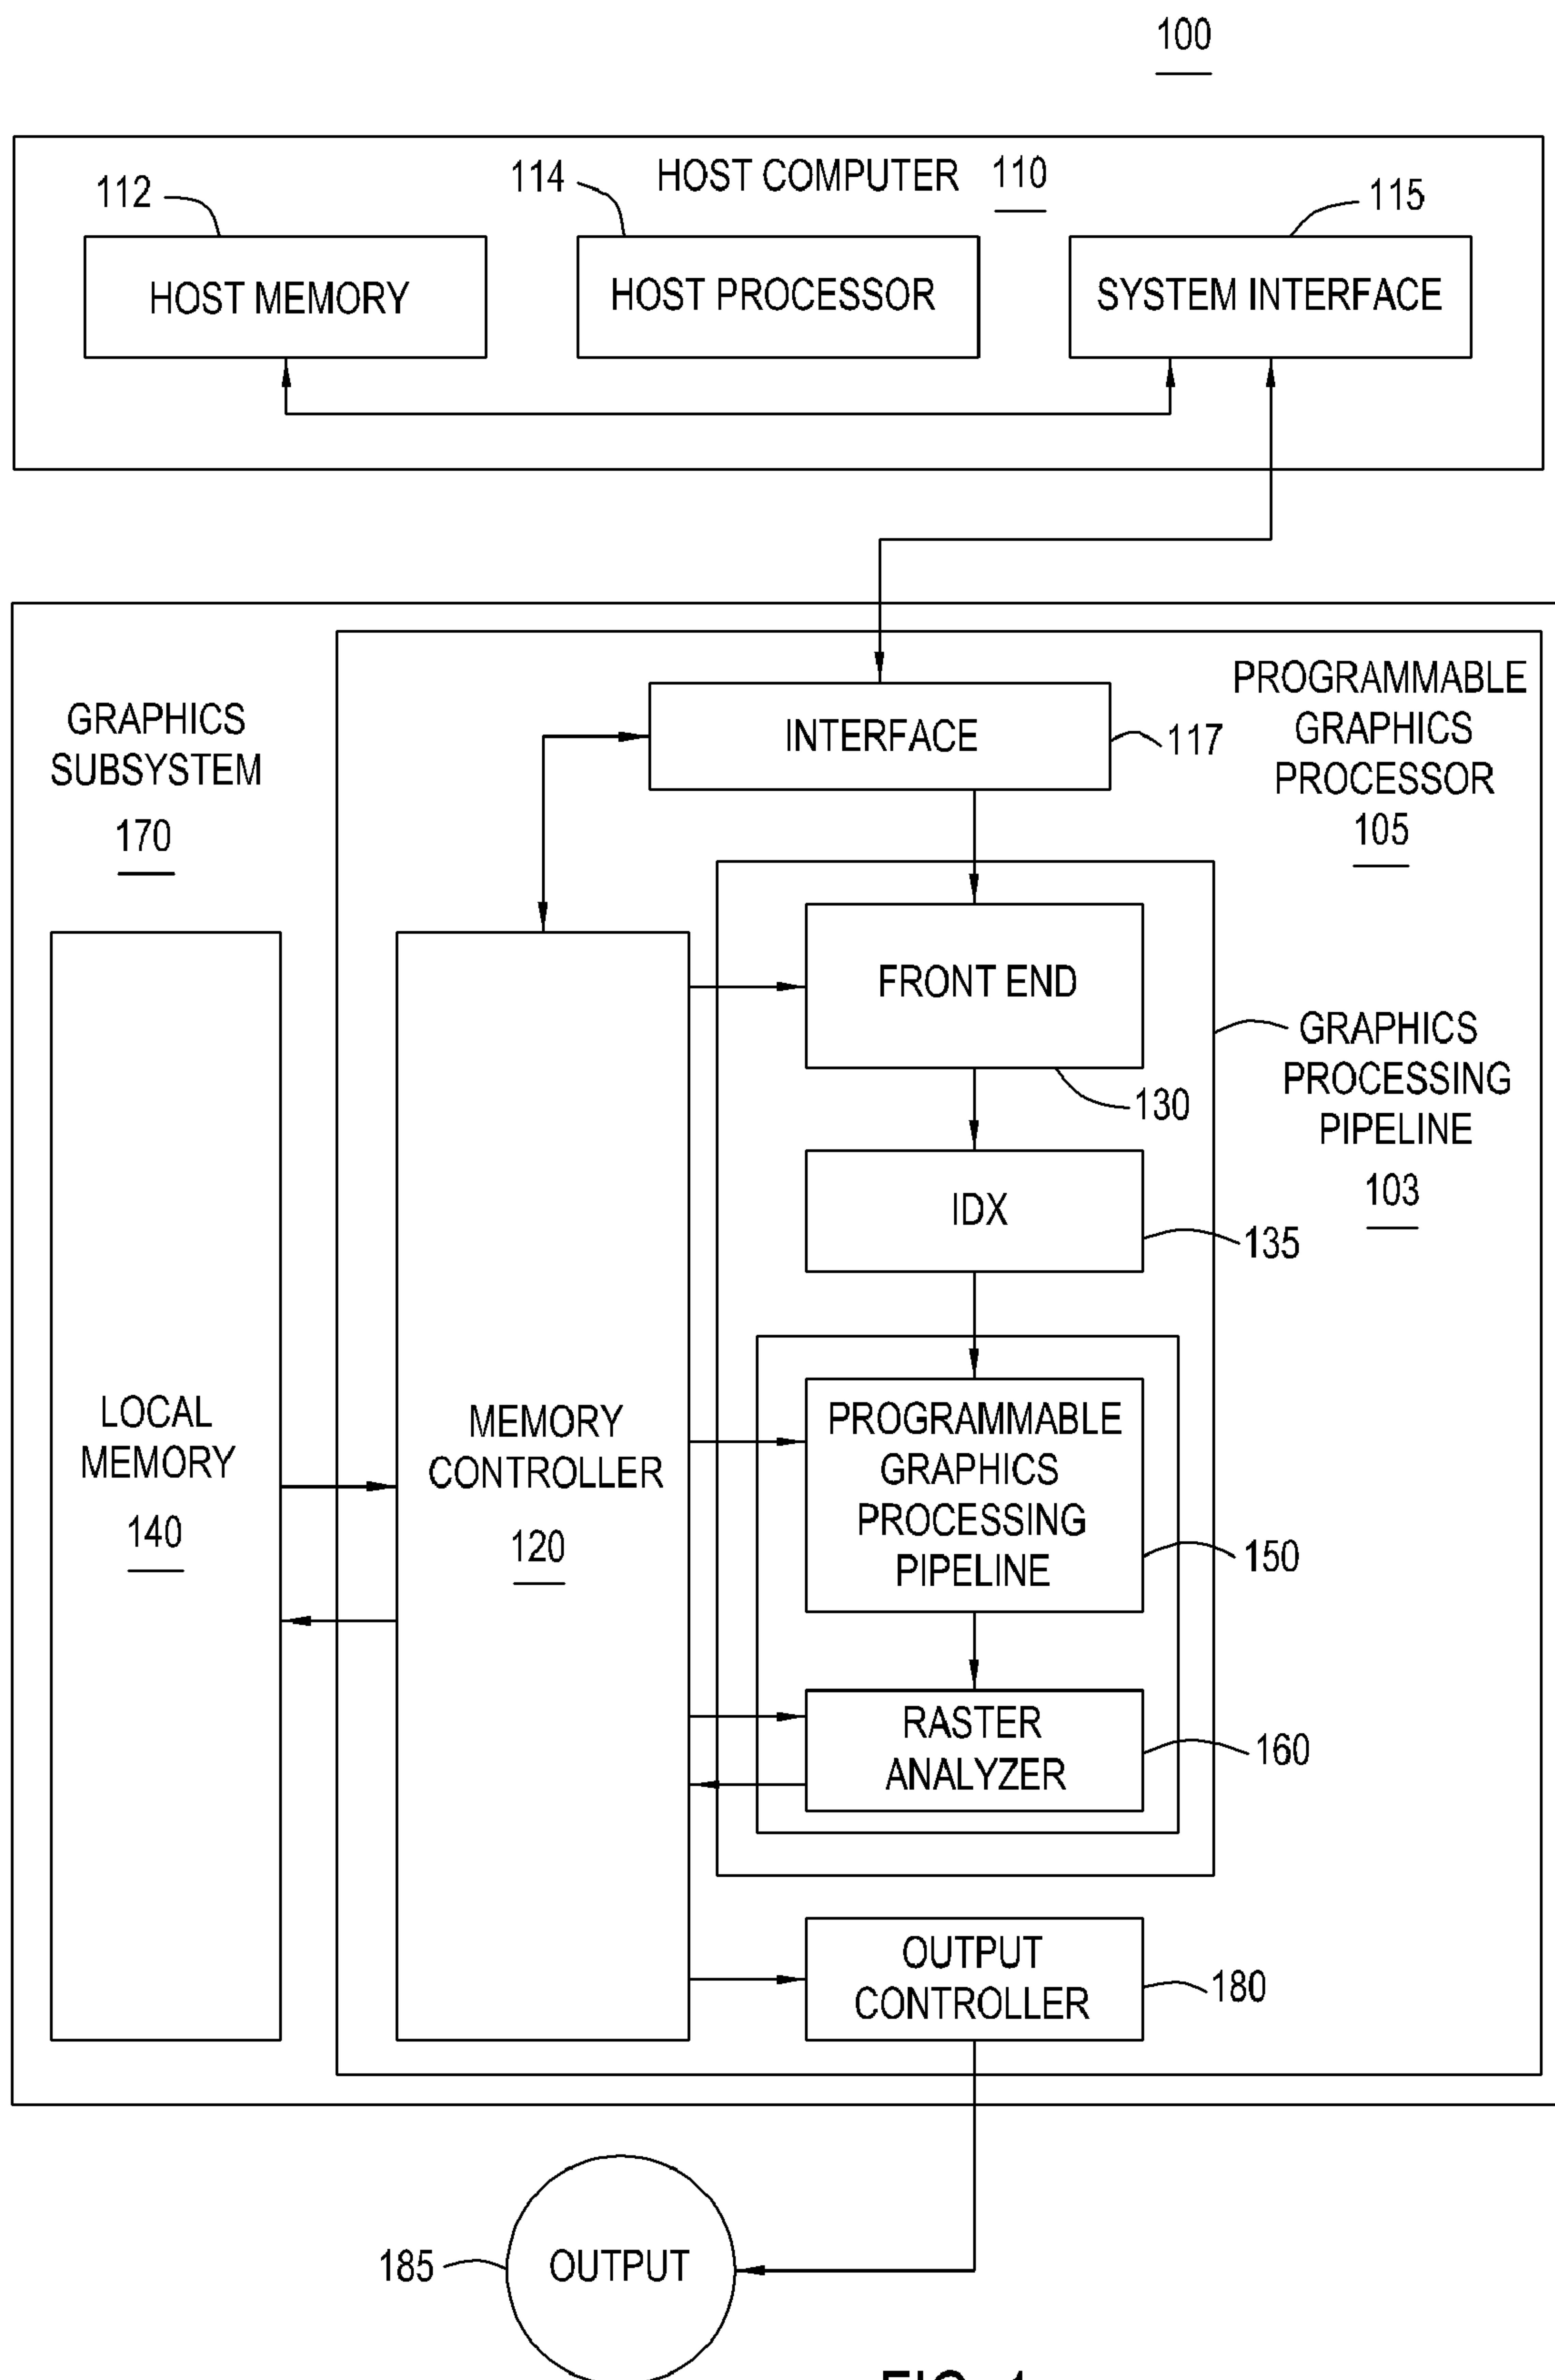 100
HOST COMPUTER 110
112
114
115
HOST MEMORY
HOST PROCESSOR
SYSTEM INTERFACE
GRAPHICS
SUBSYSTEM
170
PROGRAMMABLE
GRAPHICS
PROCESSOR
105
INTERFACE
117
FRONT END
130
GRAPHICS
PROCESSING
PIPELINE
103
IDX
135
LOCAL
MEMORY
140
MEMORY
CONTROLLER
120
PROGRAMMABLE
GRAPHICS
PROCESSING
PIPELINE
150
RASTER
ANALYZER
160
OUTPUT
CONTROLLER
180
185
OUTPUT
FIG. 1